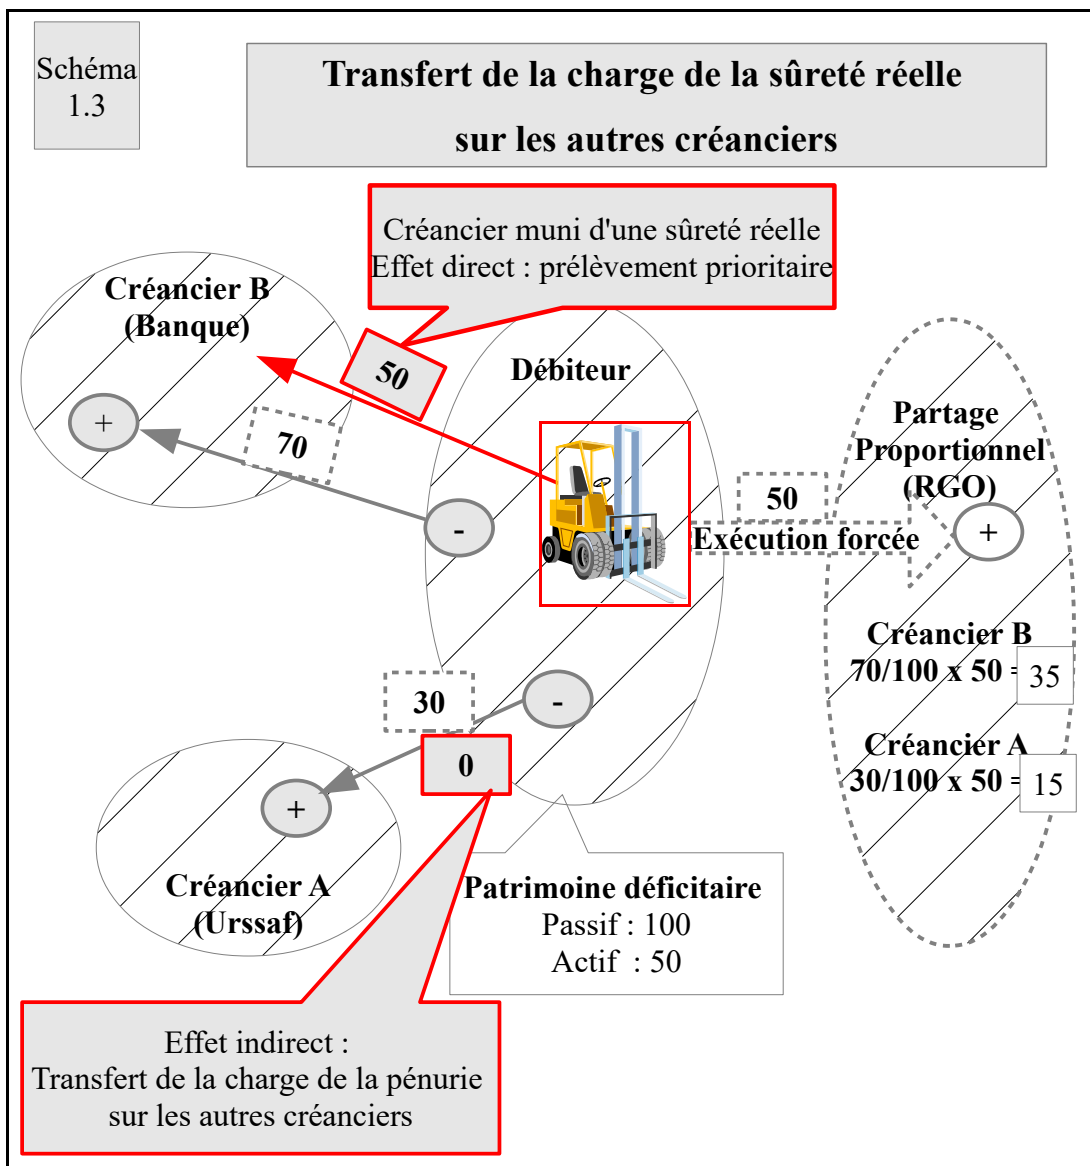 Schéma
1.3
Transfert de la charge de la sûreté réelle
sur les autres créanciers
Créancier muni d'une sûreté réelle
Effet direct : prélèvement prioritaire
Créancier B
(Banque)
50
Débiteur
+
70
-
Partage
Proportionnel
(RGO)
50
Exécution forcée
+
Créancier B
70/100 x 50 =
35
30
-
Créancier A
30/100 x 50 =
15
0
+
Créancier A
(Urssaf)
Patrimoine déficitaire
Passif : 100
Actif : 50
Effet indirect :
Transfert de la charge de la pénurie
sur les autres créanciers